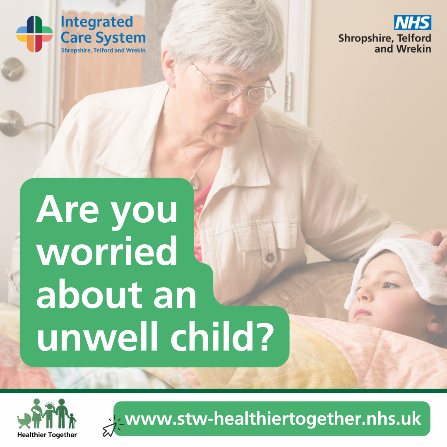 Integrated
Care System
Shropshire, Telford and Wrekin
NHS
Shropshire, Telford
and Wrekin
Are you
worried
about an
unwell child?
Healthier Together
www.stw-healthiertogether.nhs.uk